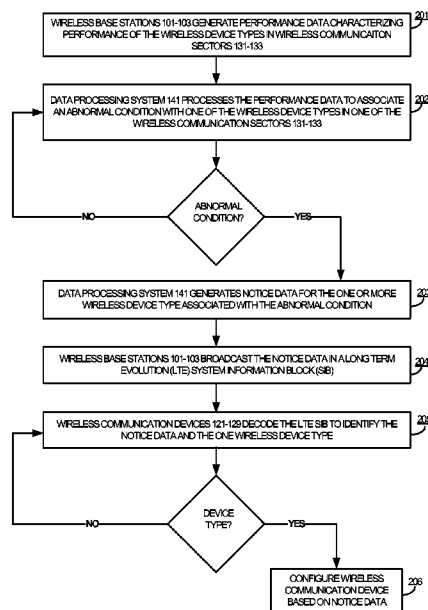 WIRELESS BASE STATIONS 101-103 GENERATE PERFORMANCE DATA CHARACTERIZING
PERFORMANCE OF THE WIRELESS DEVICE TYPES IN WIRELESS COMMUNICAITON
SECTORS 131-133
201
DATA PROCESSING SYSTEM 141 PROCESSES THE PERFORMANCE DATA TO ASSOCIATE
AN ABNORMAL CONDITION WITH ONE OF THE WIRELESS DEVICE TYPES IN ONE OF THE
WIRELESS COMMUNICATION SECTORS 131-133
202
ABNORMAL
CONDITION?
NO
YES
DATA PROCESSING SYSTEM 141 GENERATES NOTICE DATA FOR THE ONE OR MORE
WIRELESS DEVICE TYPE ASSOCIATED WITH THE ABNORMAL CONDITION
203
WIRELESS BASE STATIONS 101-103 BROADCAST THE NOTICE DATA IN A LONG TERM
EVOLUTION (LTE) SYSTEM INFORMATION BLOCK (SIB)
204
WIRELESS COMMUNICATION DEVICES 121-129 DECODE THE LTE SIB TO IDENTIFY THE
NOTICE DATA AND THE ONE WIRELESS DEVICE TYPE
205
DEVICE
TYPE?
NO
YES
CONFIGURE WIRELESS
COMMUNICATION DEVICE
BASED ON NOTICE DATA
206